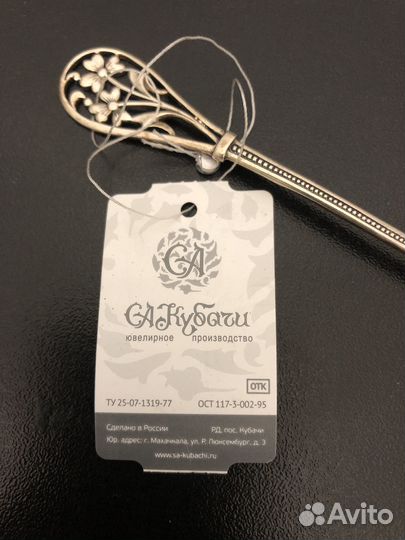 СА
СА Кубачи
ювелирное производство
ОТК
ТУ 25-07-1319-77 ОСТ 117-3-002-95
Сделано в России РД, пос. Кубачи
Юр. адрес: г. Махачкала, ул. Р. Люксембург, д. 3
www.sa-kubachi.ru
Avito